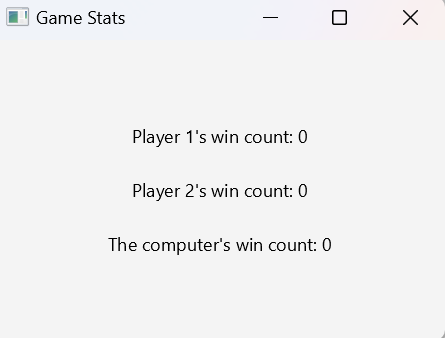 Game Stats
Player 1's win count: 0
Player 2's win count: 0
The computer's win count: 0